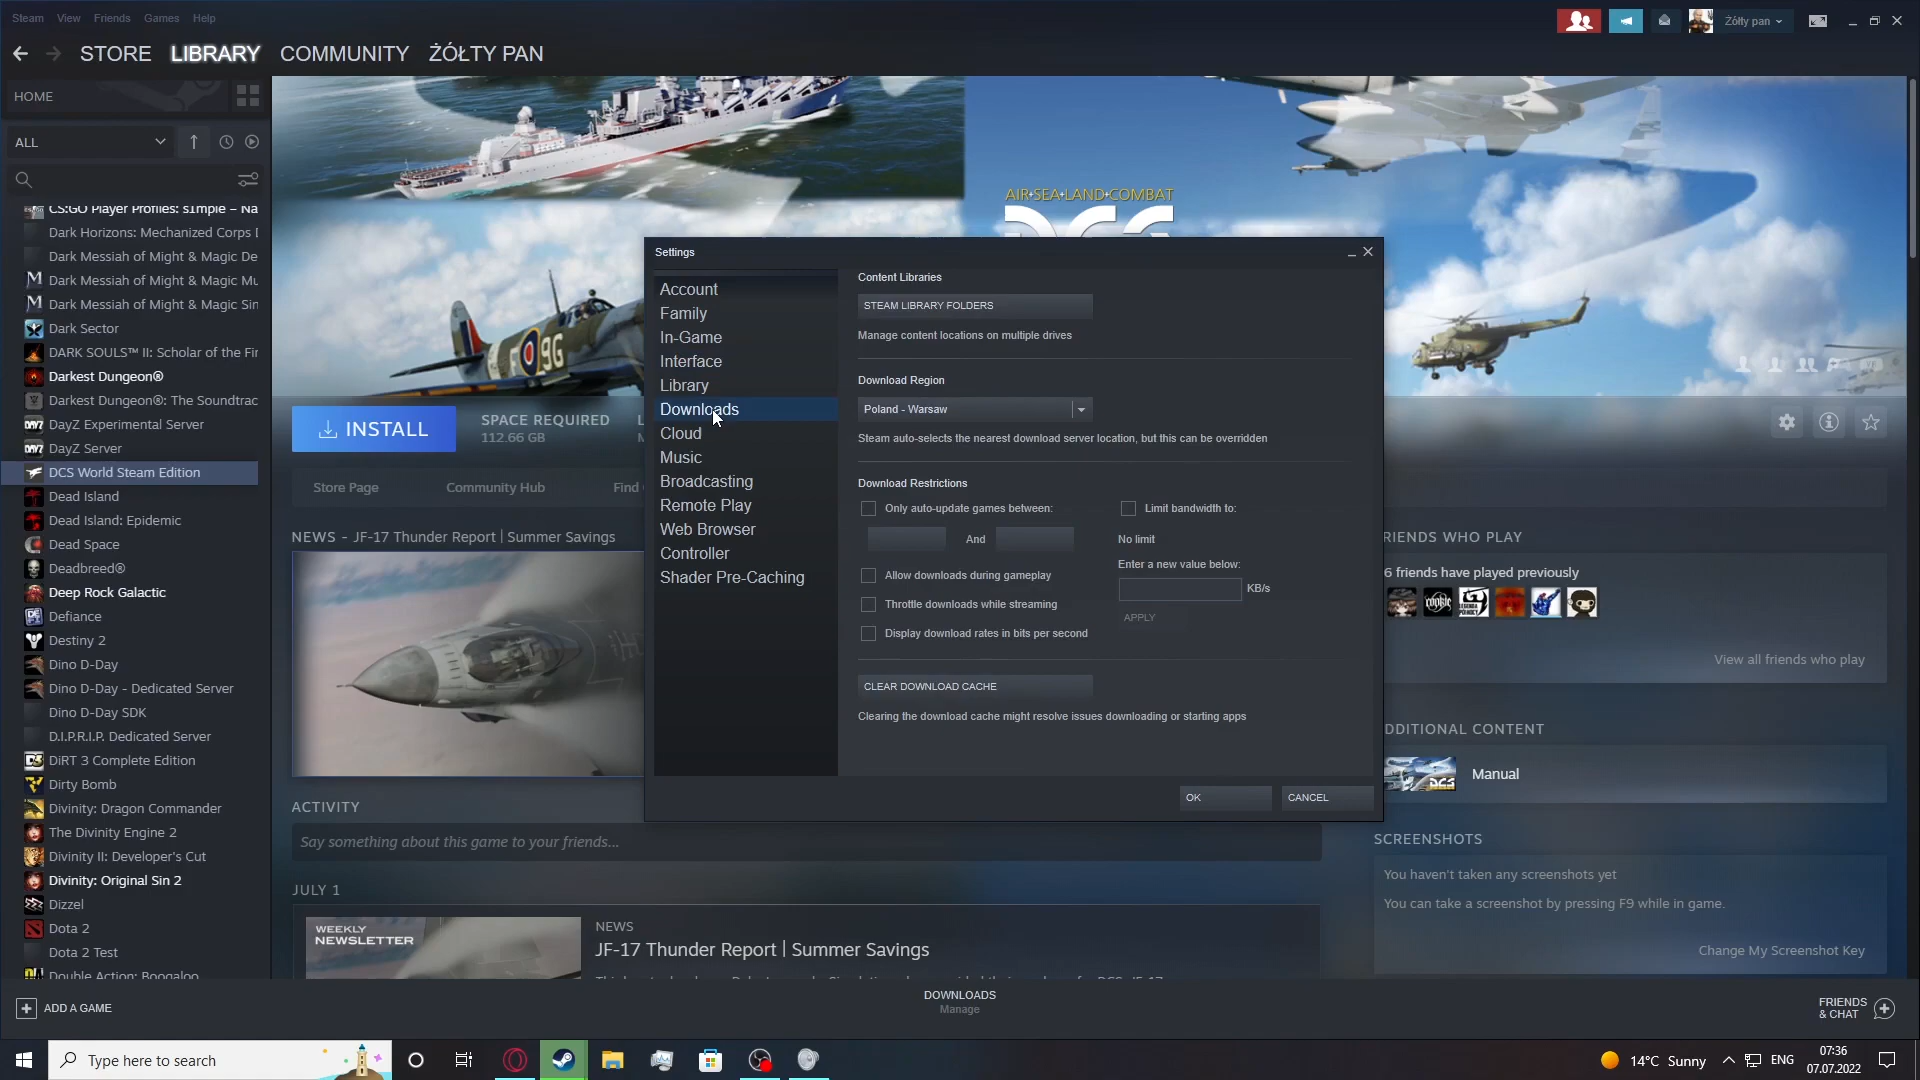 Steam View Friends Games Help
Żółty pan
STORE LIBRARY COMMUNITY ŻÓŁTY PAN
HOME
ALL
CS:GO Player Profiles: s1mple – Na
Dark Horizons: Mechanized Corps
Dark Messiah of Might & Magic De
Dark Messiah of Might & Magic Mu
Dark Messiah of Might & Magic Sin
Dark Sector
DARK SOULS™ II: Scholar of the Fir
Darkest Dungeon®
Darkest Dungeon®: The Soundtrac
DayZ Experimental Server
DayZ Server
DCS World Steam Edition
Dead Island
Dead Island: Epidemic
Dead Space
Deadbreed®
Deep Rock Galactic
Defiance
Destiny 2
Dino D-Day
Dino D-Day - Dedicated Server
Dino D-Day SDK
D.I.P.R.I.P. Dedicated Server
DiRT 3 Complete Edition
Dirty Bomb
Divinity: Dragon Commander
The Divinity Engine 2
Divinity II: Developer's Cut
Divinity: Original Sin 2
Dizzel
Dota 2
Dota 2 Test
Double Action: Boogaloo
ADD A GAME
AIR•SEA•LAND•COMBAT
INSTALL
SPACE REQUIRED
112.66 GB
Store Page
Community Hub
Find
NEWS - JF-17 Thunder Report | Summer Savings
ACTIVITY
Say something about this game to your friends...
JULY 1
WEEKLY
NEWSLETTER
NEWS
JF-17 Thunder Report | Summer Savings
Settings
Account
Family
In-Game
Interface
Library
Downloads
Cloud
Music
Broadcasting
Remote Play
Web Browser
Controller
Shader Pre-Caching
Content Libraries
STEAM LIBRARY FOLDERS
Manage content locations on multiple drives
Download Region
Poland - Warsaw
Steam auto-selects the nearest download server location, but this can be overridden
Download Restrictions
Only auto-update games between:
And
Allow downloads during gameplay
Throttle downloads while streaming
Display download rates in bits per second
Limit bandwidth to:
No limit
Enter a new value below:
KB/s
APPLY
CLEAR DOWNLOAD CACHE
Clearing the download cache might resolve issues downloading or starting apps
OK
CANCEL
RIENDS WHO PLAY
6 friends have played previously
View all friends who play
DDITIONAL CONTENT
Manual
SCREENSHOTS
You haven't taken any screenshots yet
You can take a screenshot by pressing F9 while in game.
Change My Screenshot Key
DOWNLOADS
Manage
FRIENDS
& CHAT
Type here to search
14°C Sunny
ENG
07:36
07.07.2022